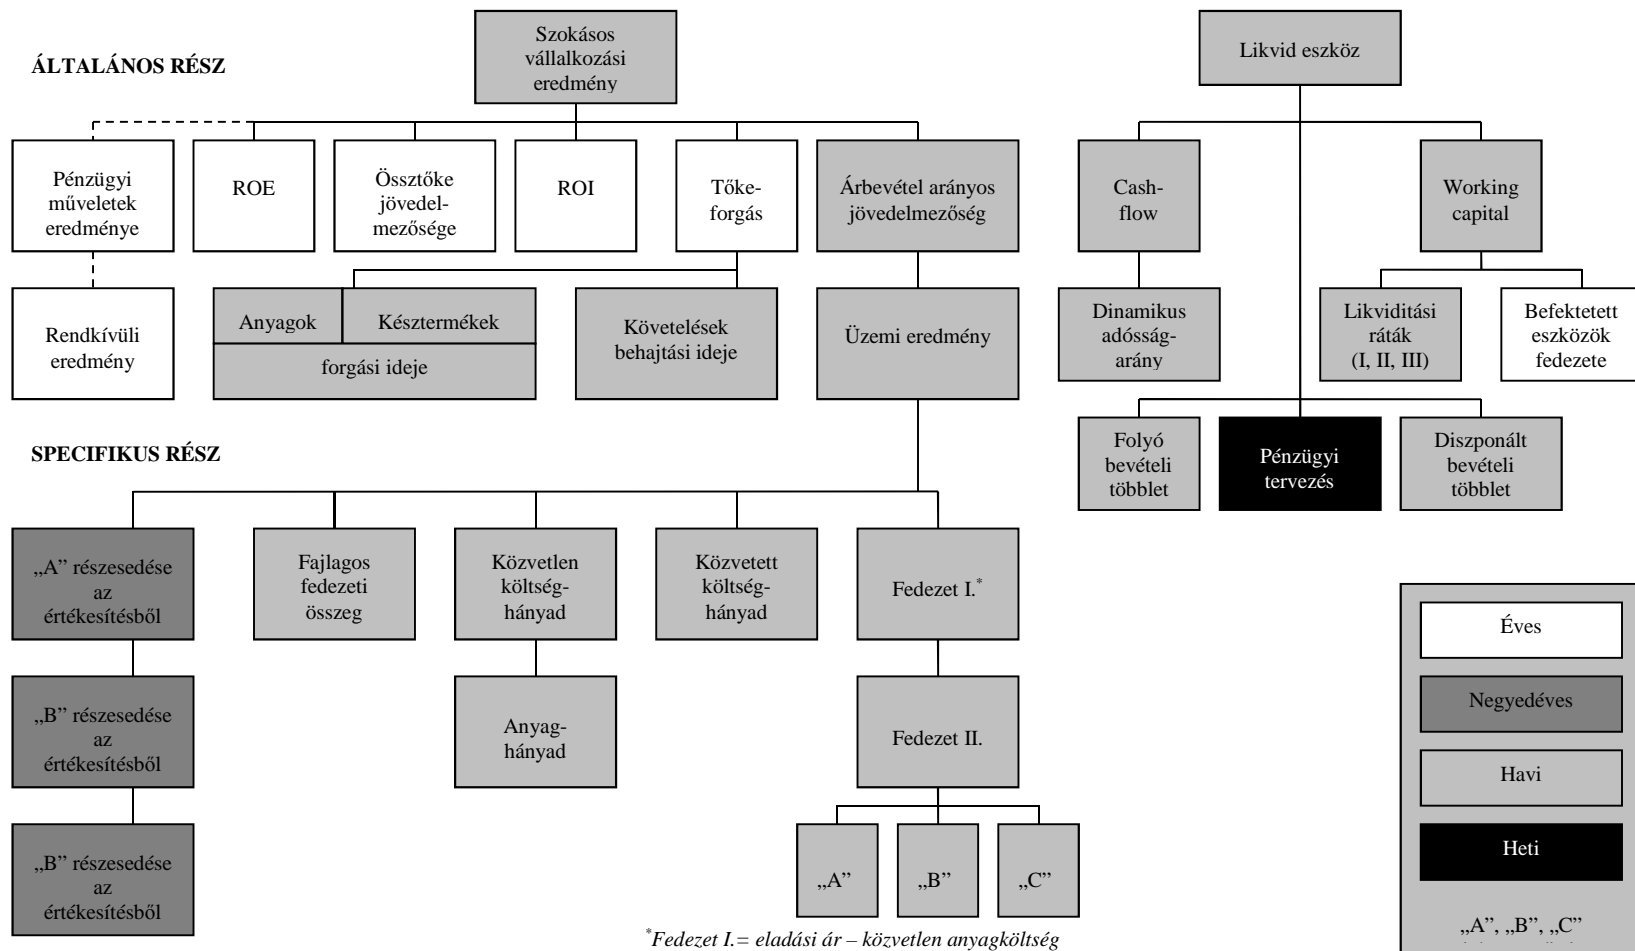 ÁLTALÁNOS RÉSZ
Szokásos
vállalkozási
eredmény
Likvid eszköz
Pénzügyi
műveletek
eredménye
ROE
Össztőke
jövedel-
mezősége
ROI
Tőke-
forgás
Árbevétel arányos
jövedelmezőség
Cash-
flow
Working
capital
Rendkívüli
eredmény
Anyagok
Késztermékek
forgási ideje
Követelések
behajtási ideje
Üzemi eredmény
Dinamikus
adósság-
arány
Likviditási
ráták
(I, II, III)
Befektetett
eszközök
fedezete
Folyó
bevételi
többlet
Pénzügyi
tervezés
Diszponált
bevételi
többlet
SPECIFIKUS RÉSZ
„A” részesedése
az
értékesítésből
Fajlagos
fedezeti
összeg
Közvetlen
költség-
hányad
Közvetett
költség-
hányad
Fedezet I.*
„B” részesedése
az
értékesítésből
Anyag-
hányad
Fedezet II.
„B” részesedése
az
értékesítésből
„A”
„B”
„C”
Éves
Negyedéves
Havi
Heti
„A”, „B”, „C”
*Fedezet I.= eladási ár – közvetlen anyagköltség